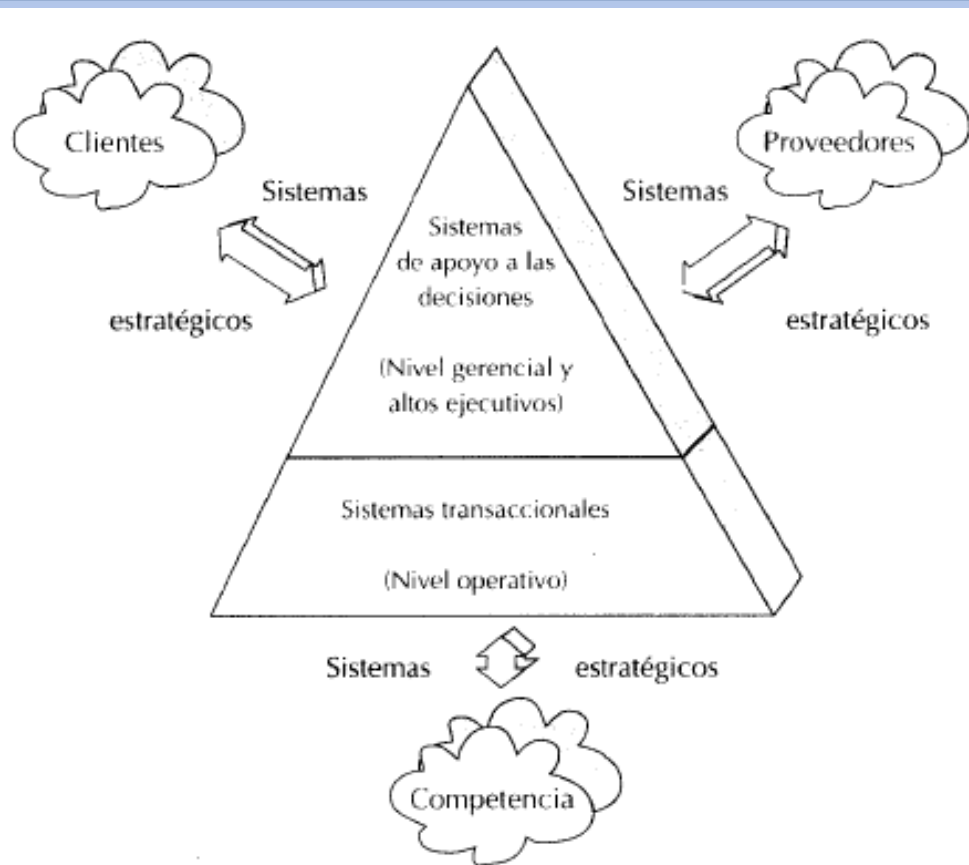 Clientes
Proveedores
Sistemas
estratégicos
Sistemas
de apoyo a las
decisiones
(Nivel gerencial y
altos ejecutivos)
Sistemas
estratégicos
Sistemas transaccionales
(Nivel operativo)
Sistemas
estratégicos
Competencia